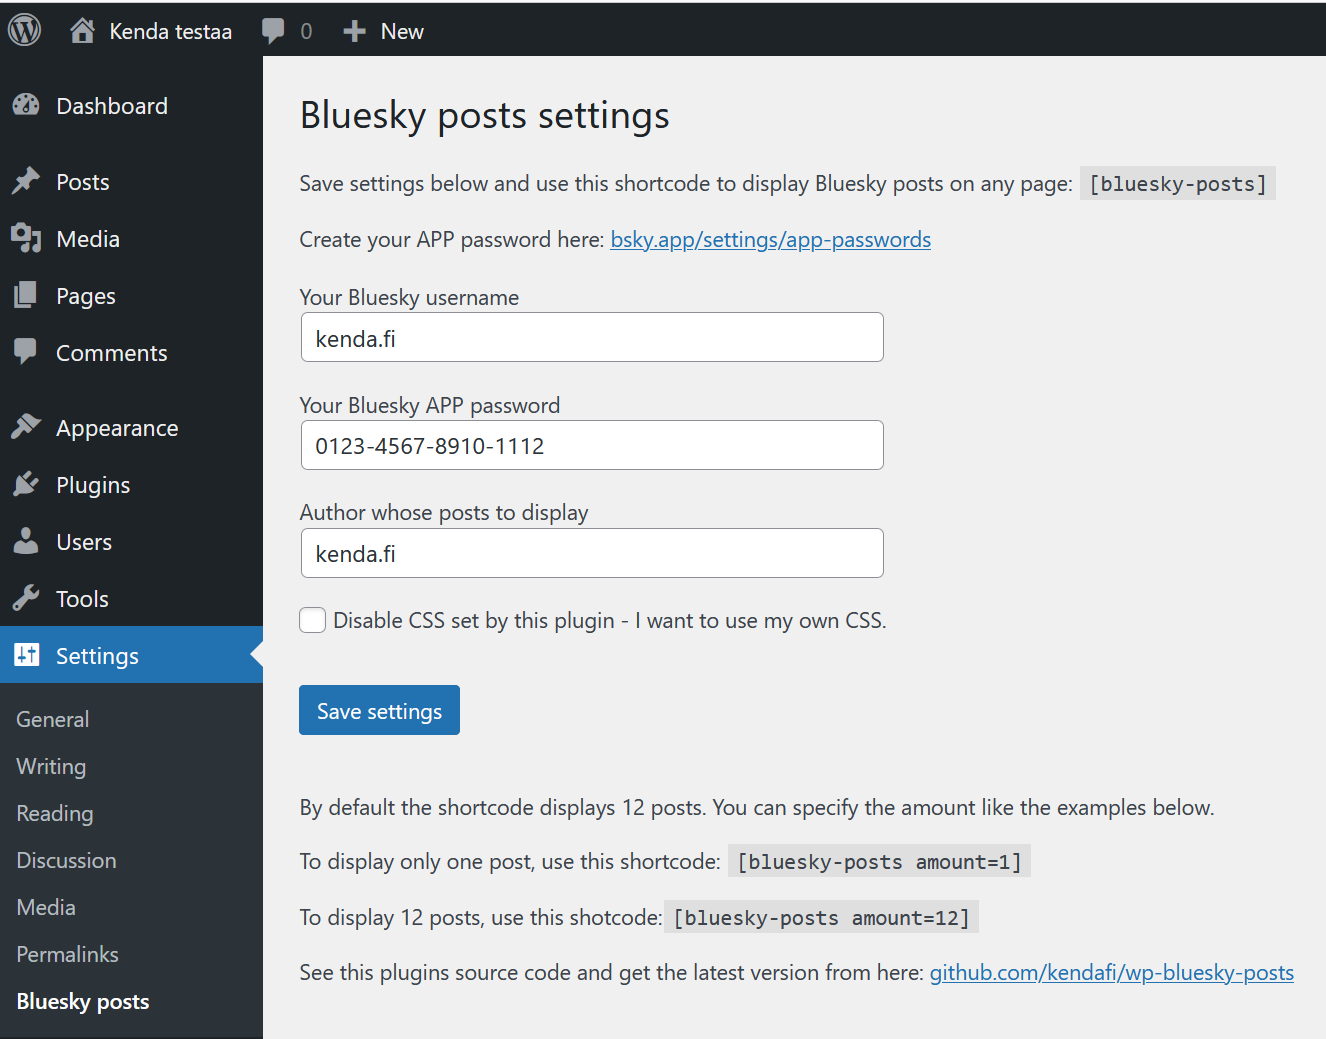 Kenda testaa 0 New
Dashboard
Posts
Media
Pages
Comments
Appearance
Plugins
Users
Tools
Settings
General
Writing
Reading
Discussion
Media
Permalinks
Bluesky posts
Bluesky posts settings
Save settings below and use this shortcode to display Bluesky posts on any page: [bluesky-posts]
Create your APP password here: bsky.app/settings/app-passwords
Your Bluesky username
kenda.fi
Your Bluesky APP password
0123-4567-8910-1112
Author whose posts to display
kenda.fi
Disable CSS set by this plugin - I want to use my own CSS.
Save settings
By default the shortcode displays 12 posts. You can specify the amount like the examples below.
To display only one post, use this shortcode: [bluesky-posts amount=1]
To display 12 posts, use this shotcode: [bluesky-posts amount=12]
See this plugins source code and get the latest version from here: github.com/kendafi/wp-bluesky-posts